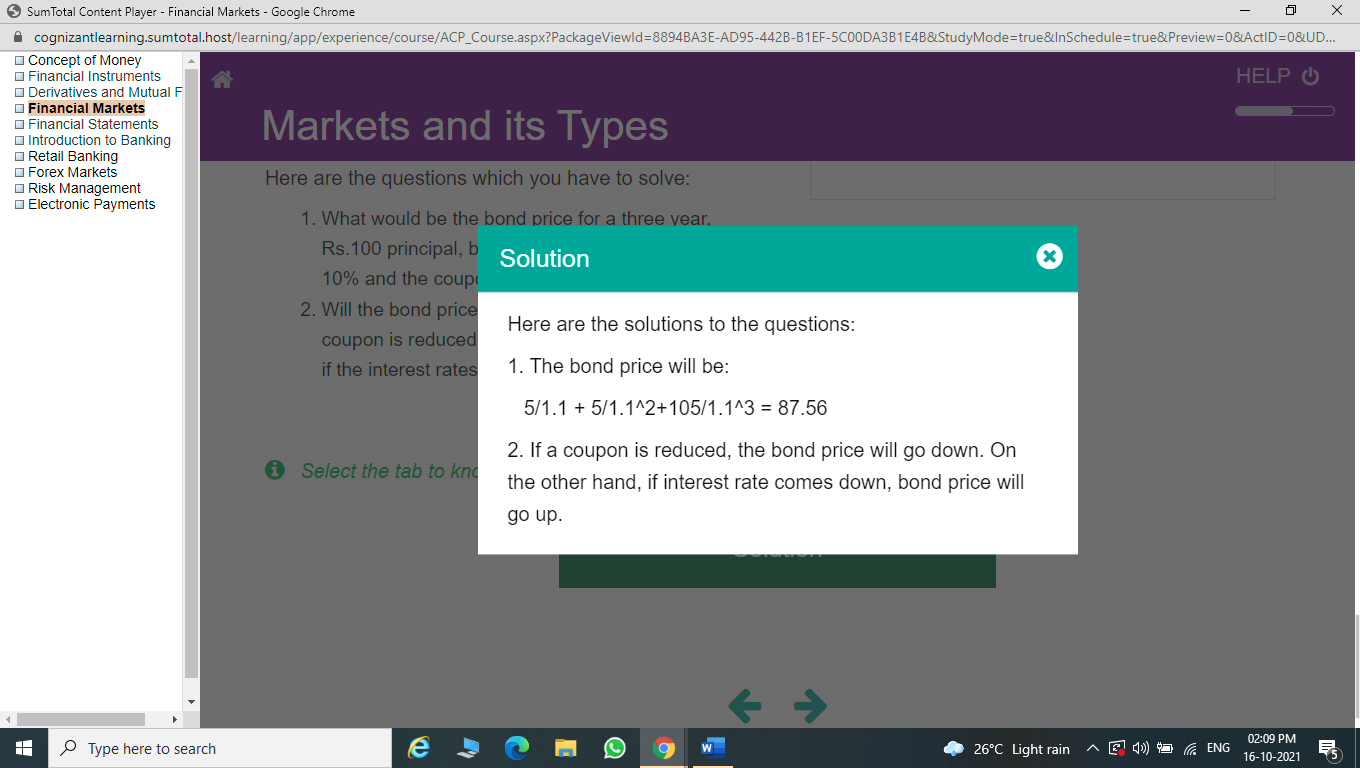 SumTotal Content Player - Financial Markets - Google Chrome
cognizantlearning.sumtotal.host/learning/app/experience/course/ACP_Course.aspx?PackageViewId=8894BA3E-AD95-442B-B1EF-5C00DA3B1E4B&StudyMode=true&InSchedule=true&Preview=0&ActID=0&UD...
Concept of Money
Financial Instruments
Derivatives and Mutual F
Financial Markets
Financial Statements
Introduction to Banking
Retail Banking
Forex Markets
Risk Management
Electronic Payments
HELP
Markets and its Types
Here are the questions which you have to solve:
1. What would be the bond price for a three year,
Rs.100 principal, b
10% and the coup
2. Will the bond price
coupon is reduced
if the interest rates
Select the tab to kno
Solution
Here are the solutions to the questions:
1. The bond price will be:
5/1.1 + 5/1.1^2+105/1.1^3 = 87.56
2. If a coupon is reduced, the bond price will go down. On
the other hand, if interest rate comes down, bond price will
go up.
Solution
Type here to search
26°C Light rain
ENG
02:09 PM
16-10-2021
5